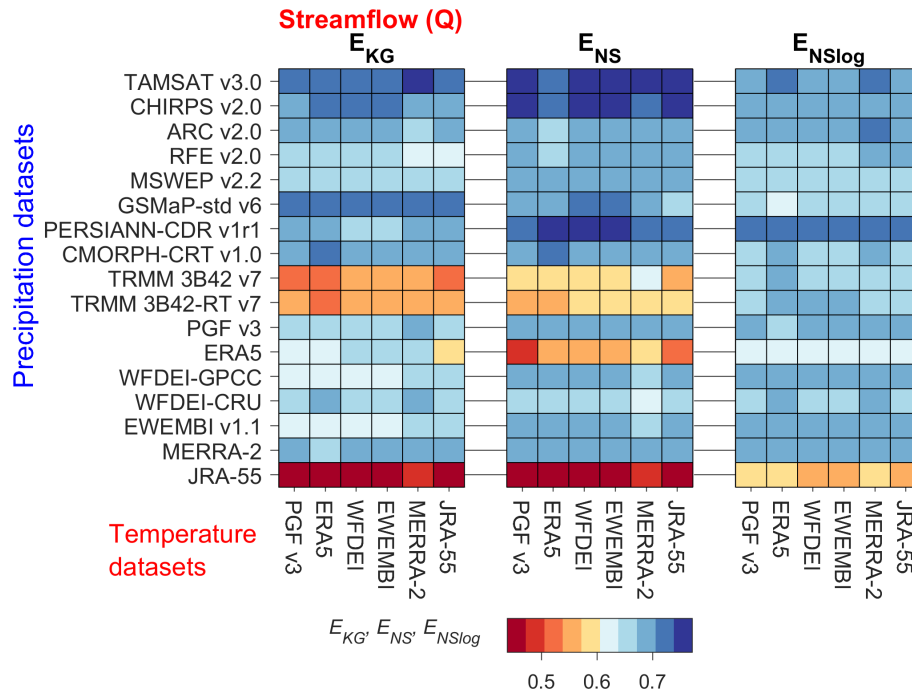 Streamflow (Q)
E_KG E_NS E_NSlog
Precipitation datasets
TAMSAT v3.0
CHIRPS v2.0
ARC v2.0
RFE v2.0
MSWEP v2.2
GSMaP-std v6
PERSIANN-CDR v1r1
CMORPH-CRT v1.0
TRMM 3B42 v7
TRMM 3B42-RT v7
PGF v3
ERA5
WFDEI-GPCC
WFDEI-CRU
EWEMBI v1.1
MERRA-2
JRA-55
Temperature
datasets
PGF v3
ERA5
WFDEI
EWEMBI
MERRA-2
JRA-55
PGF v3
ERA5
WFDEI
EWEMBI
MERRA-2
JRA-55
PGF v3
ERA5
WFDEI
EWEMBI
MERRA-2
JRA-55
E_KG, E_NS, E_NSlog
0.5 0.6 0.7